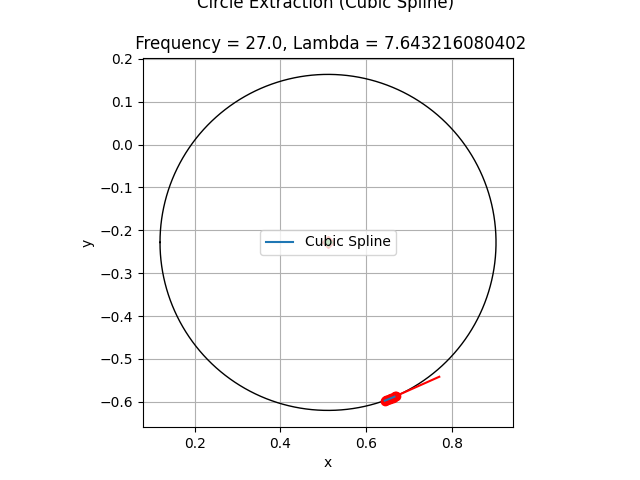 Circle Extraction (Cubic Spline)
Frequency = 27.0, Lambda = 7.643216080402
0.2
0.1
0.0
−0.1
−0.2
−0.3
−0.4
−0.5
−0.6
y
Cubic Spline
0.2 0.4 0.6 0.8
x